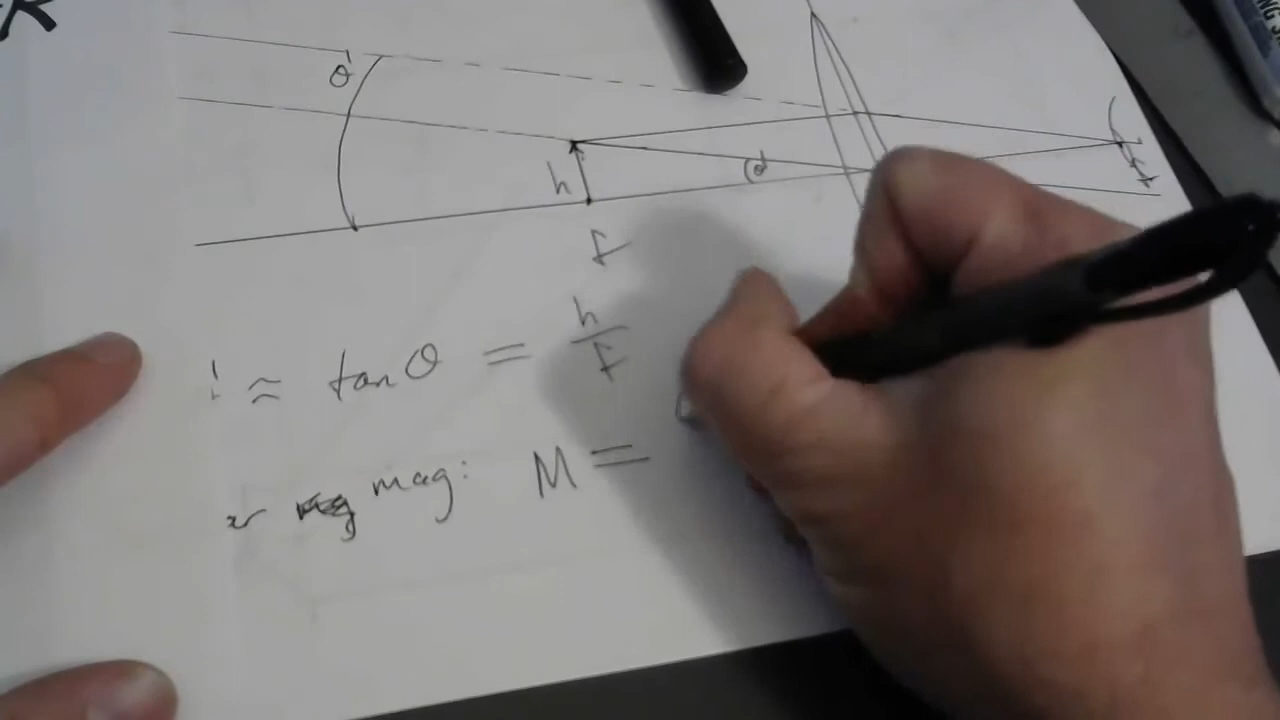 θ'
h
θ
F
' ≈ tan θ = h/F
mag: M =